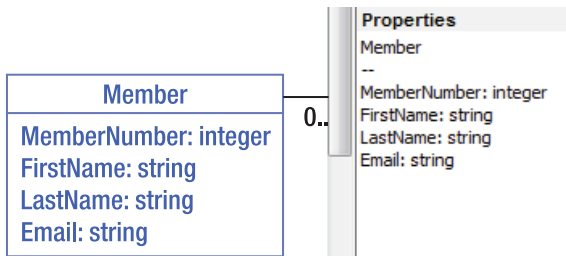 Member
MemberNumber: integer
FirstName: string
LastName: string
Email: string
0..
Properties
Member
--
MemberNumber: integer
FirstName: string
LastName: string
Email: string